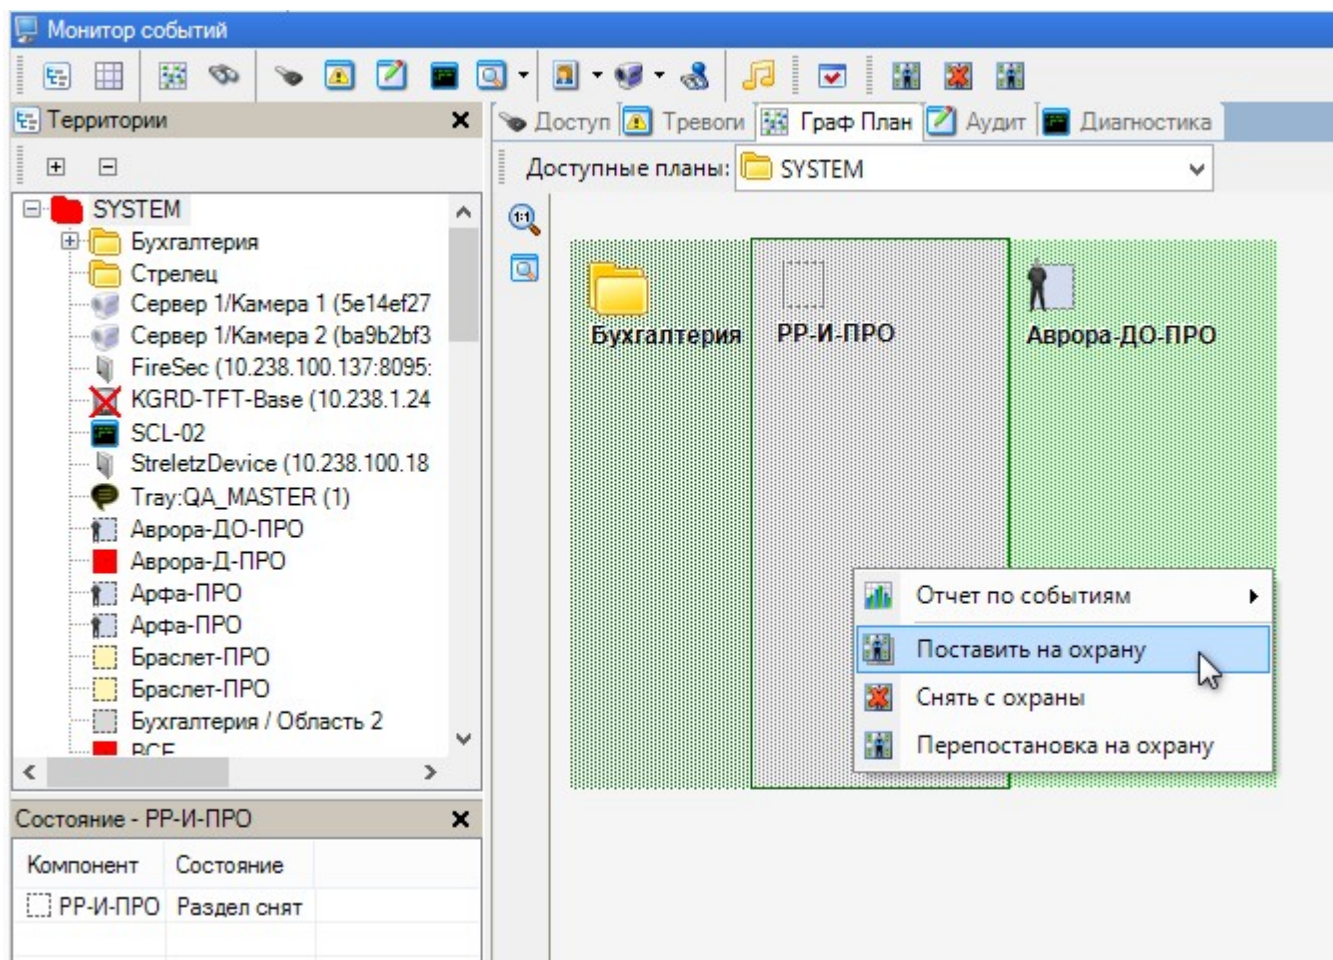 Монитор событий
Территории
Доступ Тревоги Граф План Аудит Диагностика
Доступные планы: SYSTEM
SYSTEM
Бухгалтерия
Стрелец
Сервер 1/Камера 1 (5e14ef27
Сервер 1/Камера 2 (ba9b2bf3
FireSec (10.238.100.137:8095:
KGRD-TFT-Base (10.238.1.24
SCL-02
StreletzDevice (10.238.100.18
Tray:QA_MASTER (1)
Аврора-ДО-ПРО
Аврора-Д-ПРО
Арфа-ПРО
Арфа-ПРО
Браслет-ПРО
Браслет-ПРО
Бухгалтерия / Область 2
ВСЕ
1:1
Бухгалтерия
РР-И-ПРО
Аврора-ДО-ПРО
Отчет по событиям
Поставить на охрану
Снять с охраны
Перепостановка на охрану
Состояние - РР-И-ПРО
Компонент Состояние
РР-И-ПРО Раздел снят